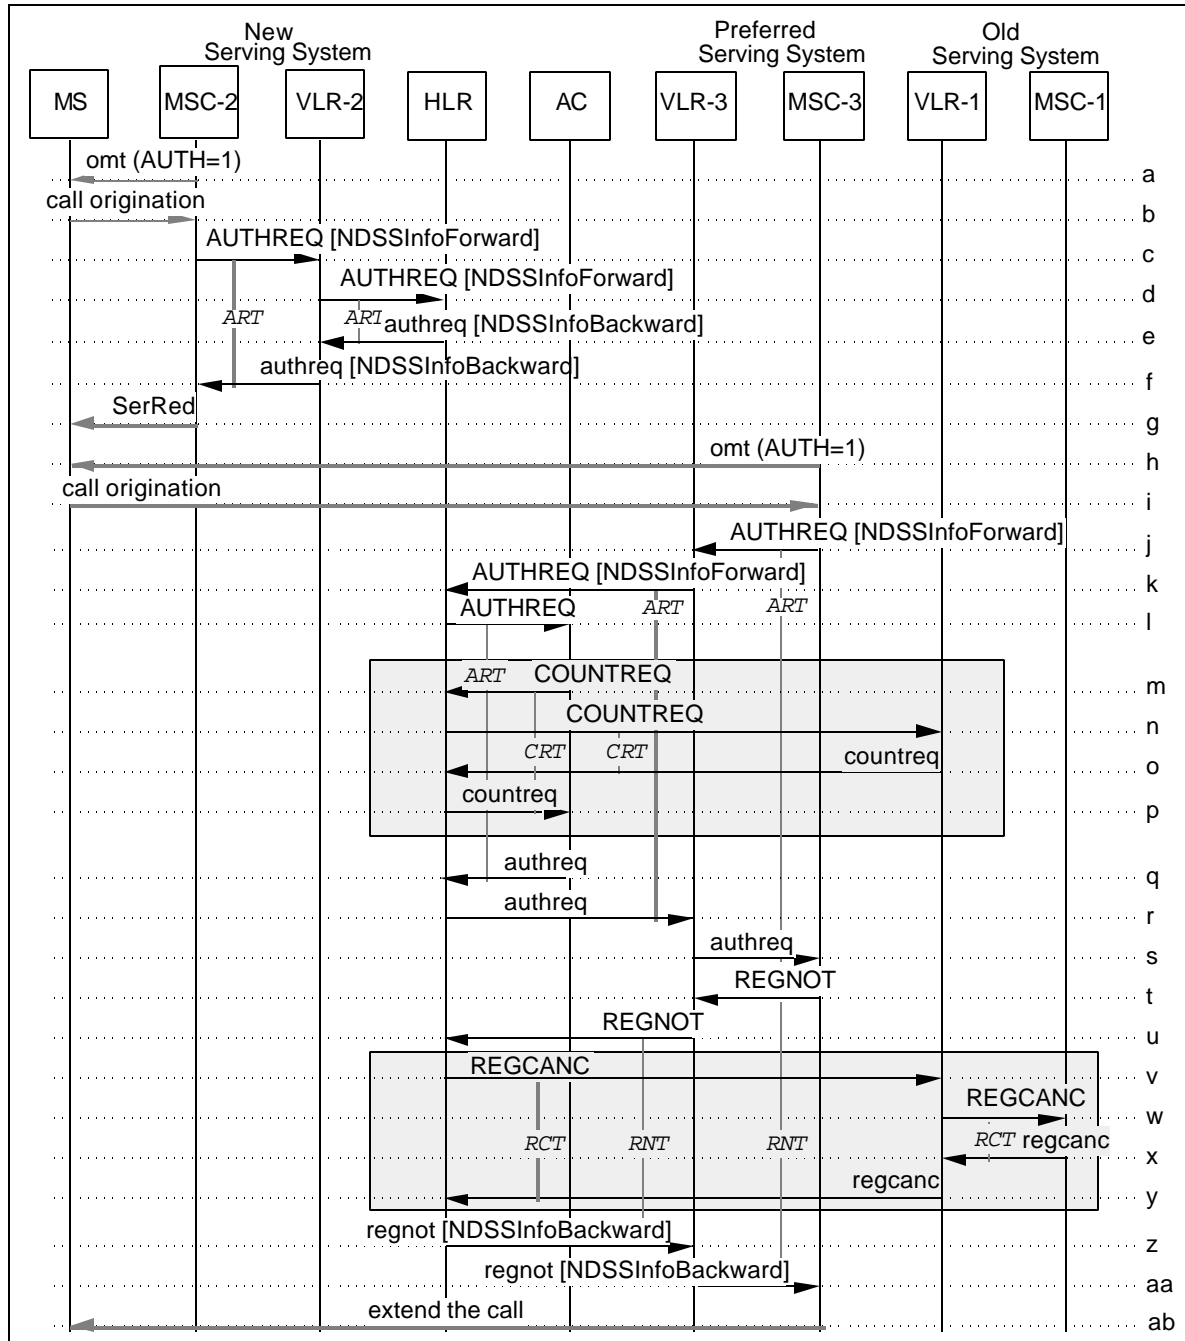 New
Serving System
Preferred
Serving System
Old
Serving System
MS
MSC-2
VLR-2
HLR
AC
VLR-3
MSC-3
VLR-1
MSC-1
omt (AUTH=1)
a
call origination
b
AUTHREQ [NDSSInfoForward]
c
AUTHREQ [NDSSInfoForward]
d
ART
ART
authreq [NDSSInfoBackward]
e
authreq [NDSSInfoBackward]
f
SerRed
g
omt (AUTH=1)
h
call origination
i
AUTHREQ [NDSSInfoForward]
j
AUTHREQ [NDSSInfoForward]
k
AUTHREQ
ART
ART
l
ART
COUNTREQ
m
COUNTREQ
n
CRT
CRT
countreq
o
countreq
p
authreq
q
authreq
r
authreq
s
REGNOT
t
REGNOT
u
REGCANC
v
REGCANC
w
RCT
RNT
RNT
RCT
regcanc
x
regcanc
y
regnot [NDSSInfoBackward]
z
regnot [NDSSInfoBackward]
aa
extend the call
ab